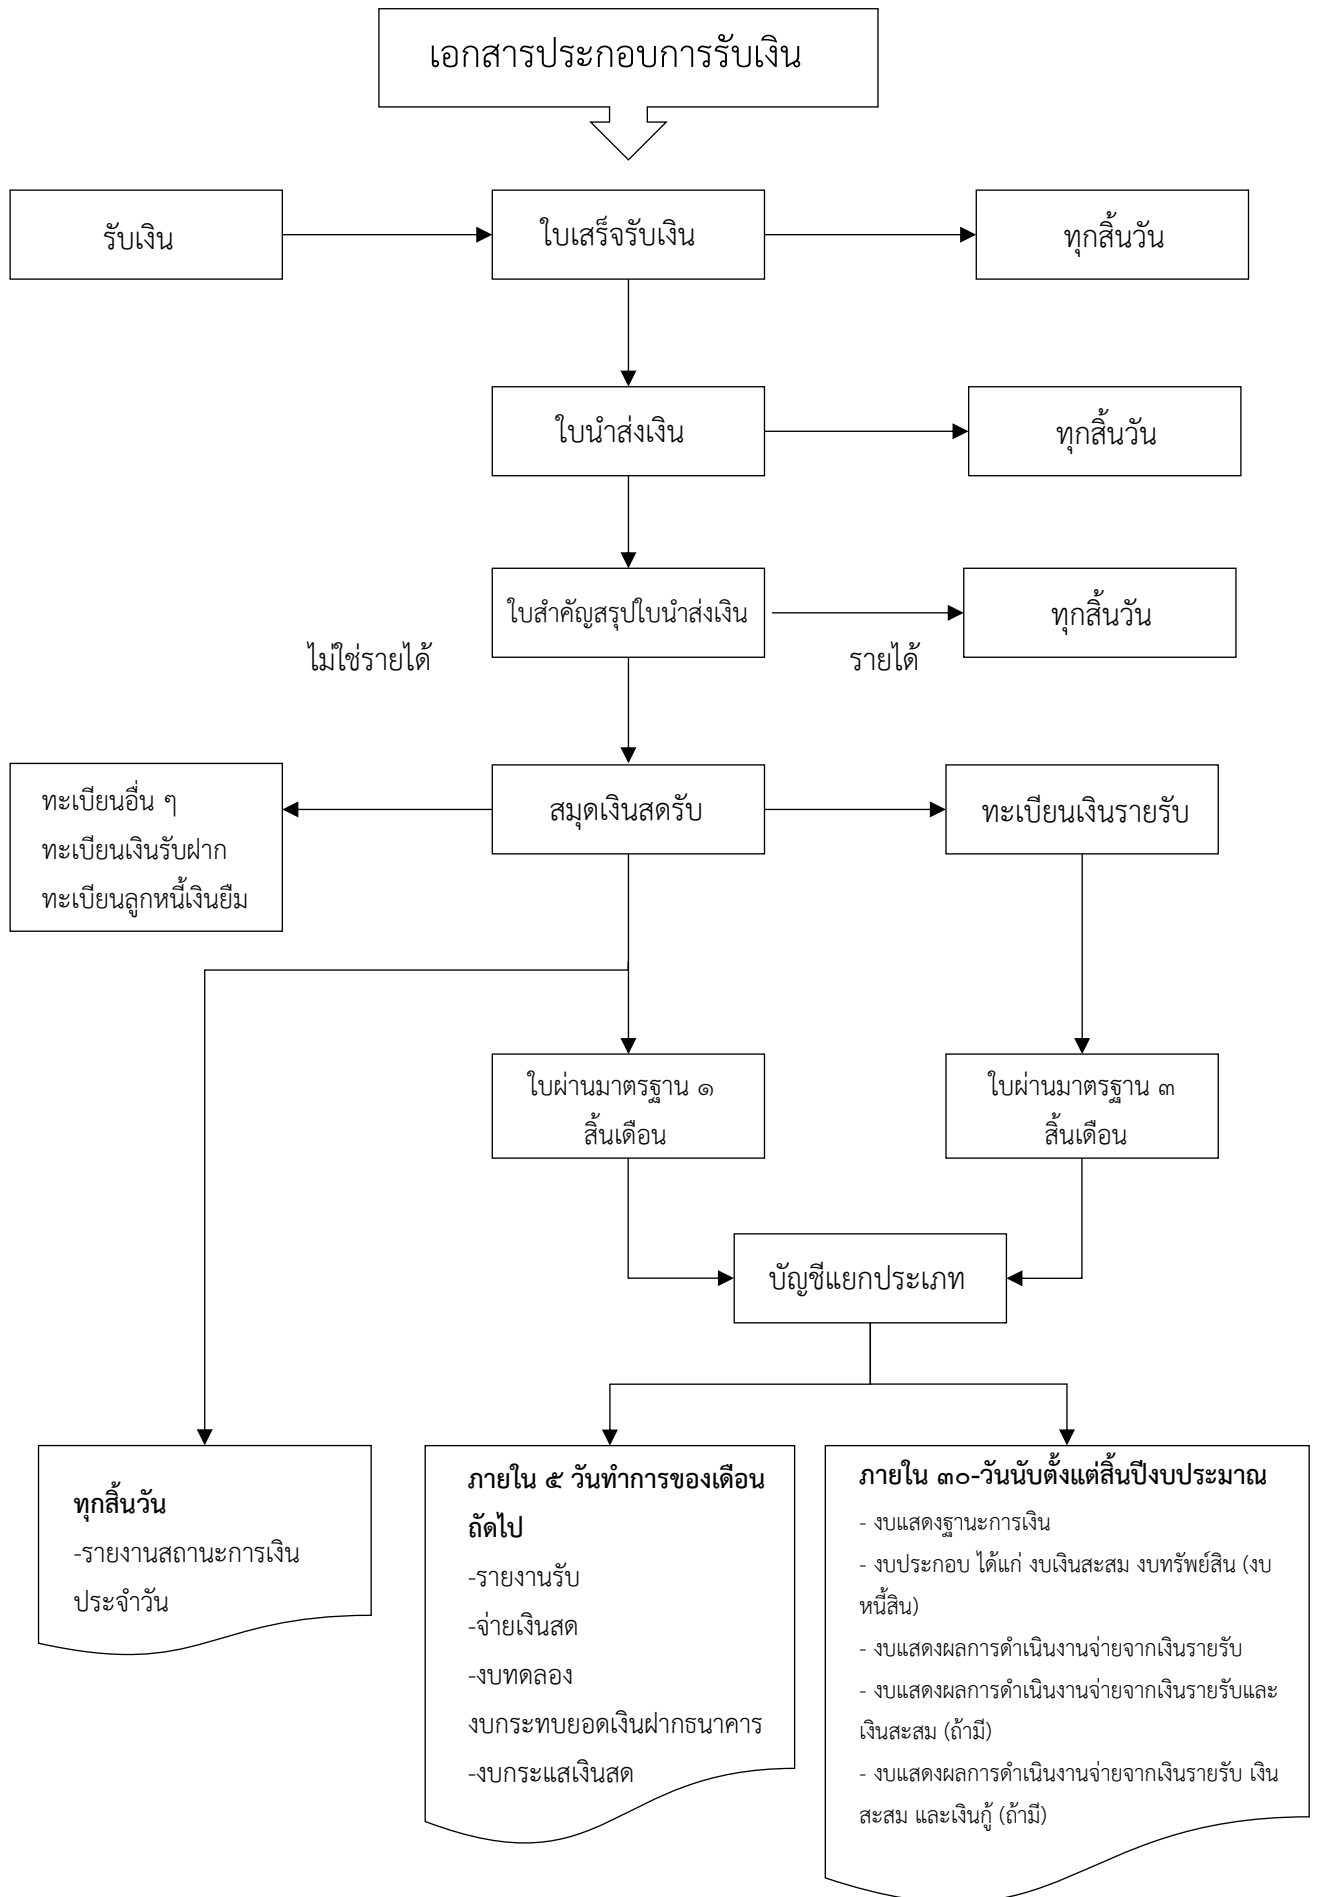 เอกสารประกอบการรับเงิน
รับเงิน
ใบเสร็จรับเงิน
ทุกสิ้นวัน
ใบนำส่งเงิน
ทุกสิ้นวัน
ใบสำคัญสรุปใบนำส่งเงิน
ทุกสิ้นวัน
ไม่ใช่รายได้
รายได้
ทะเบียนอื่น ๆ
ทะเบียนเงินรับฝาก
ทะเบียนลูกหนี้เงินยืม
สมุดเงินสดรับ
ทะเบียนเงินรายรับ
ใบผ่านมาตรฐาน ๑
สิ้นเดือน
ใบผ่านมาตรฐาน ๓
สิ้นเดือน
บัญชีแยกประเภท
ทุกสิ้นวัน
-รายงานสถานะการเงิน
ประจำวัน
ภายใน ๕ วันทำการของเดือน
ถัดไป
-รายงานรับ
-จ่ายเงินสด
-งบทดลอง
งบกระทบยอดเงินฝากธนาคาร
-งบกระแสเงินสด
ภายใน ๓๐-วันนับตั้งแต่สิ้นปีงบประมาณ
- งบแสดงฐานะการเงิน
- งบประกอบ ได้แก่ งบเงินสะสม งบทรัพย์สิน (งบ
หนี้สิน)
- งบแสดงผลการดำเนินงานจ่ายจากเงินรายรับ
- งบแสดงผลการดำเนินงานจ่ายจากเงินรายรับและ
เงินสะสม (ถ้ามี)
- งบแสดงผลการดำเนินงานจ่ายจากเงินรายรับ เงิน
สะสม และเงินกู้ (ถ้ามี)